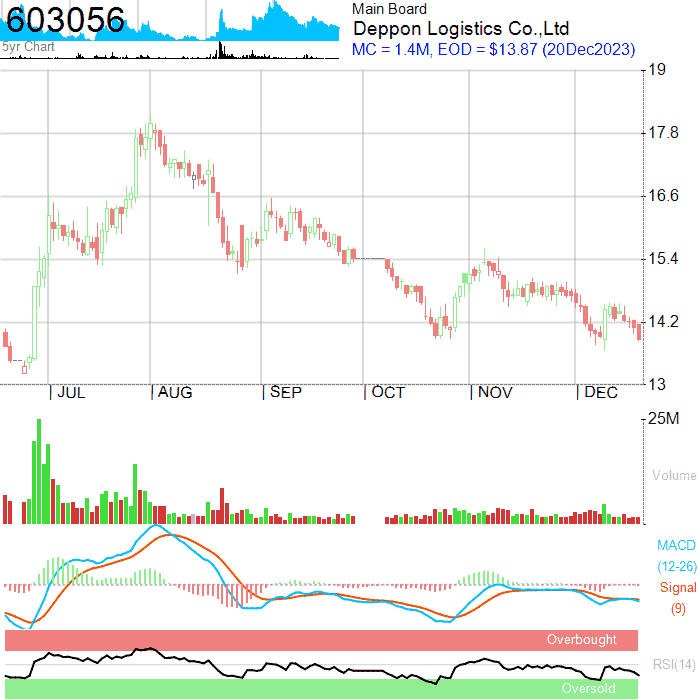 603056
5yr Chart
Main Board
Deppon Logistics Co.,Ltd
MC = 1.4M, EOD = $13.87 (20Dec2023)
19
17.8
16.6
15.4
14.2
13
JUL AUG SEP OCT NOV DEC
25M
Volume
MACD
(12-26)
Signal
(9)
Overbought
RSI(14)
Oversold